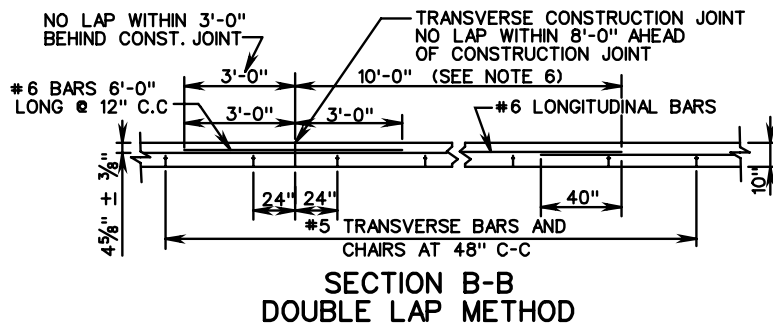 NO LAP WITHIN 3'-0"
BEHIND CONST. JOINT
TRANSVERSE CONSTRUCTION JOINT
NO LAP WITHIN 8'-0" AHEAD
OF CONSTRUCTION JOINT
3'-0"
10'-0" (SEE NOTE 6)
#6 BARS 6'-0"
LONG @ 12" C.C
3'-0"
3'-0"
#6 LONGITUDINAL BARS
4⅝" ± ⅜"
10"
24"
24"
40"
#5 TRANSVERSE BARS AND
CHAIRS AT 48" C-C
SECTION B-B
DOUBLE LAP METHOD